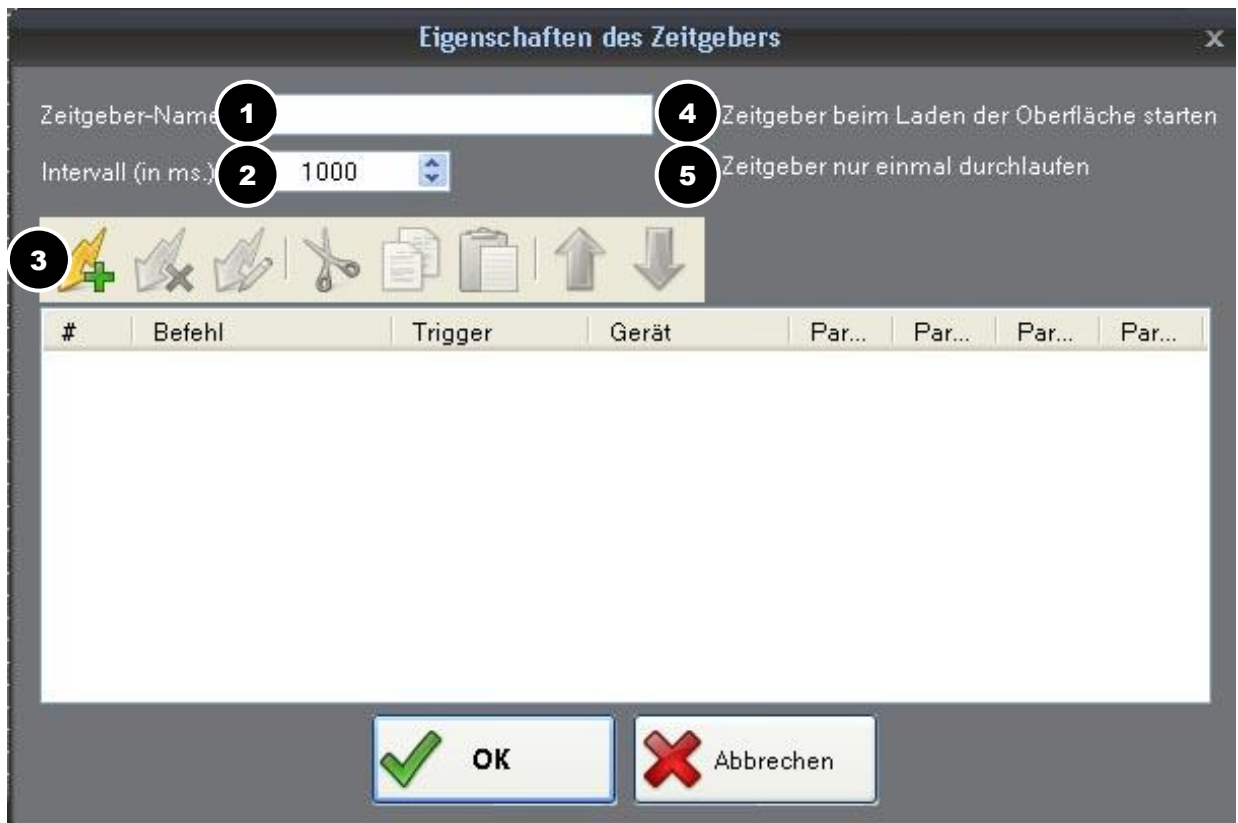 Eigenschaften des Zeitgebers x
Zeitgeber-Name 1 4 Zeitgeber beim Laden der Oberfläche starten
Intervall (in ms.) 2 1000 5 Zeitgeber nur einmal durchlaufen
3
# Befehl Trigger Gerät Par... Par... Par... Par...
OK Abbrechen